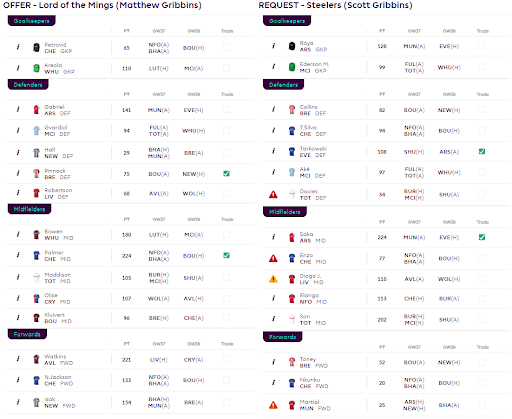 OFFER - Lord of the Mings (Matthew Gribbins)
Goalkeepers
PT GW37 GW38 Trade
Petrović CHE GKP 65 NFO(A) BHA(A) BOU(H)
Areola WHU GKP 110 LUT(H) MCI(A)
Defenders
PT GW37 GW38 Trade
Gabriel ARS DEF 141 MUN(A) EVE(H)
Gvardiol MCI DEF 94 FUL(A) TOT(A) WHU(H)
Hall NEW DEF 29 BHA(H) MUN(A) BRE(A)
Pinnock BRE DEF 75 BOU(A) NEW(H)
Robertson LIV DEF 68 AVL(A) WOL(H)
Midfielders
PT GW37 GW38 Trade
Bowen WHU MID 188 LUT(H) MCI(A)
Palmer CHE MID 224 NFO(A) BHA(A) BOU(H)
Maddison TOT MID 105 BUR(H) MCI(H) SHU(A)
Olise CRY MID 107 WOL(A) AVL(H)
Kluivert BOU MID 96 BRE(H) CHE(A)
Forwards
PT GW37 GW38 Trade
Watkins AVL FWD 221 LIV(H) CRY(A)
N.Jackson CHE FWD 133 NFO(A) BHA(A) BOU(H)
Isak NEW FWD 154 BHA(H) MUN(A) BRE(A)
REQUEST - Steelers (Scott Gribbins)
Goalkeepers
PT GW37 GW38 Trade
Raya ARS GKP 128 MUN(A) EVE(H)
Ederson M. MCI GKP 99 FUL(A) TOT(A) WHU(H)
Defenders
PT GW37 GW38 Trade
Collins BRE DEF 82 BOU(A) NEW(H)
T.Silva CHE DEF 94 NFO(A) BHA(A) BOU(H)
Tarkowski EVE DEF 108 SHU(H) ARS(A)
Aké MCI DEF 97 FUL(A) TOT(A) WHU(H)
Davies TOT DEF 34 BUR(H) MCI(H) SHU(A)
Midfielders
PT GW37 GW38 Trade
Saka ARS MID 224 MUN(A) EVE(H)
Enzo CHE MID 77 NFO(A) BHA(A) BOU(H)
Diogo J. LIV MID 110 AVL(A) WOL(H)
Elanga NFO MID 113 CHE(H) BUR(A)
Son TOT MID 202 BUR(H) MCI(H) SHU(A)
Forwards
PT GW37 GW38 Trade
Toney BRE FWD 52 BOU(A) NEW(H)
Nkunku CHE FWD 20 NFO(A) BHA(A) BOU(H)
Martial MUN FWD 25 ARS(H) NEW(H) BHA(A)